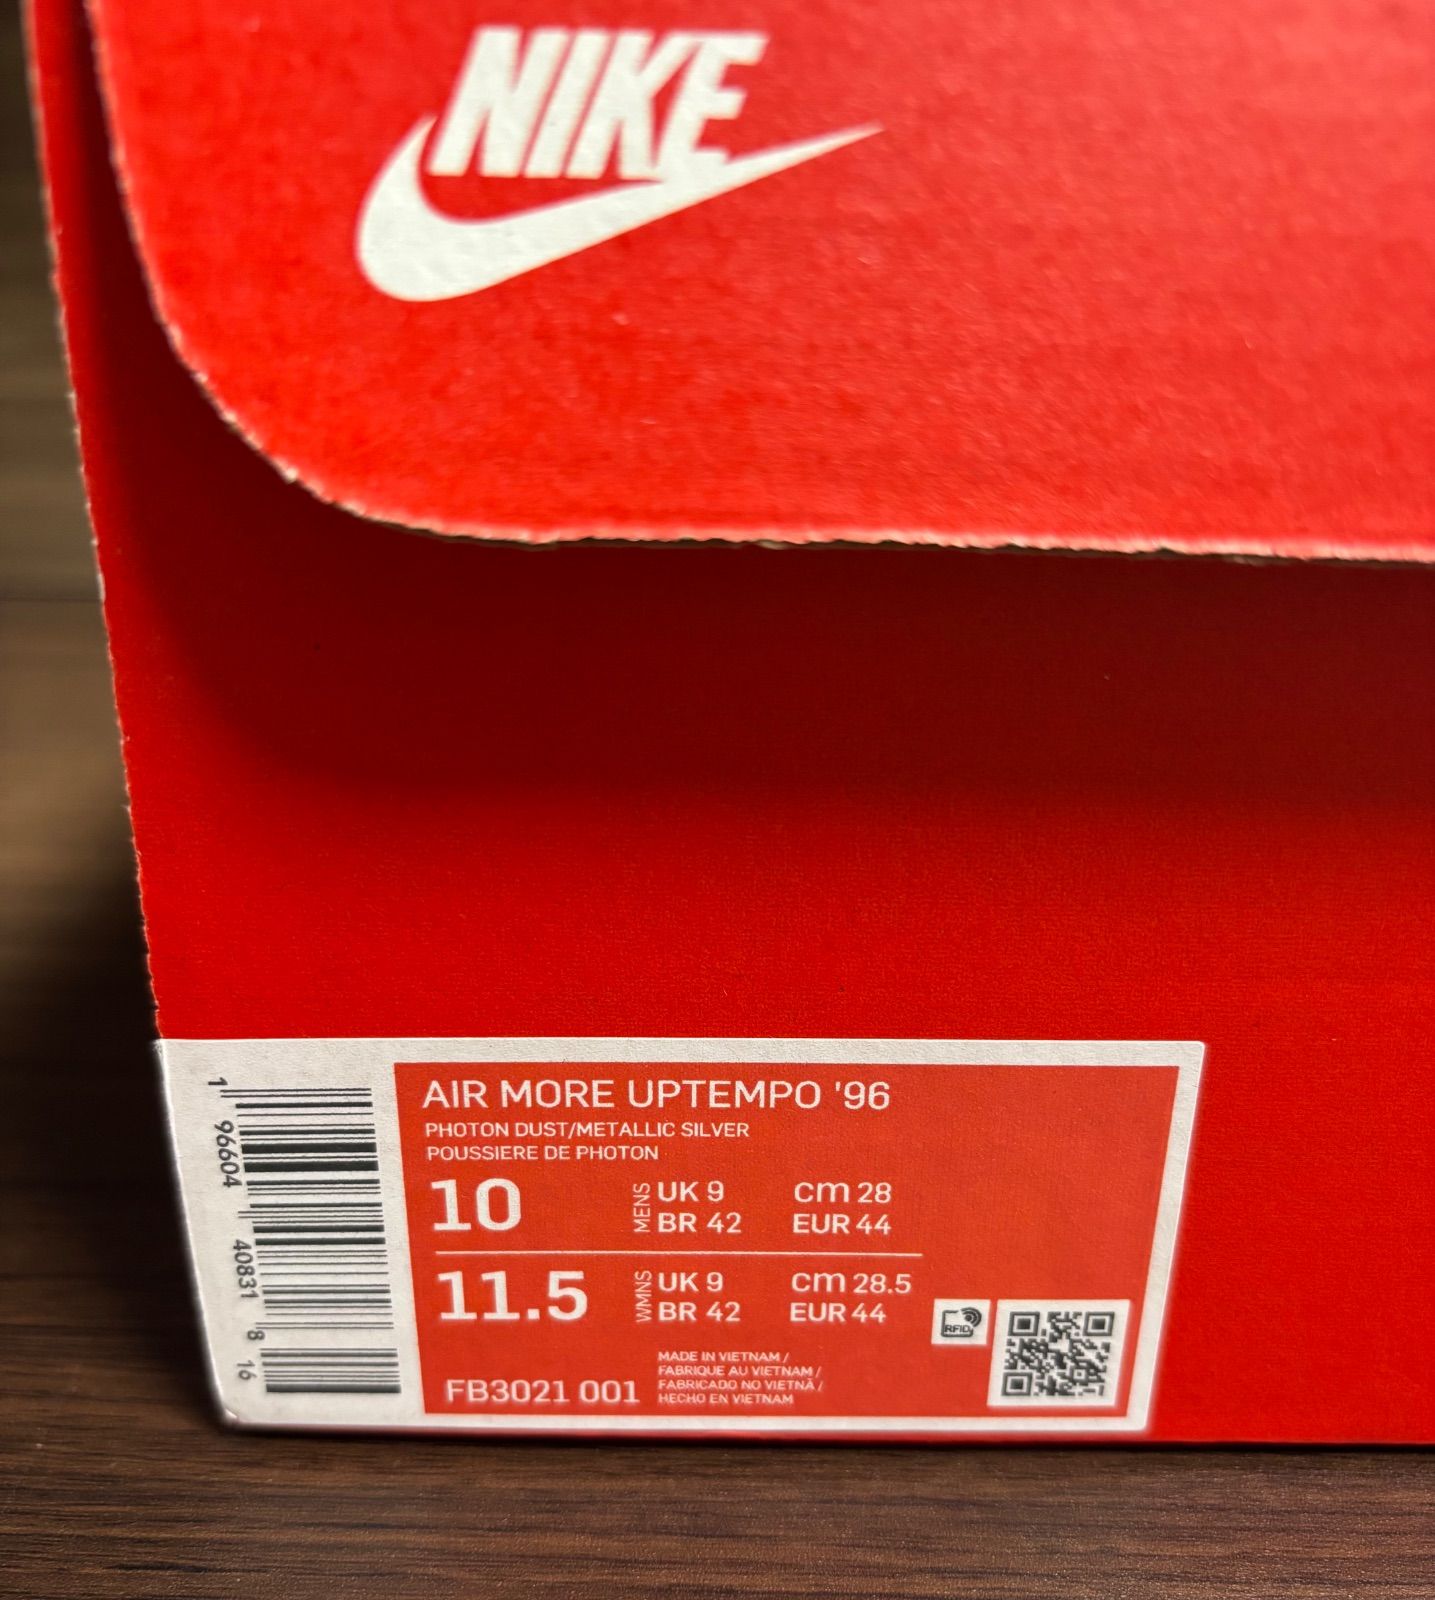 NIKE
AIR MORE UPTEMPO '96
PHOTON DUST/METALLIC SILVER
POUSSIERE DE PHOTON
10 MENS UK 9 cm 28
BR 42 EUR 44
11.5 WMNS UK 9 cm 28.5
BR 42 EUR 44
RFID
FB3021 001
MADE IN VIETNAM /
FABRIQUE AU VIETNAM /
FABRICADO NO VIETNÃ /
HECHO EN VIETNAM
1 96604 40831 8 16